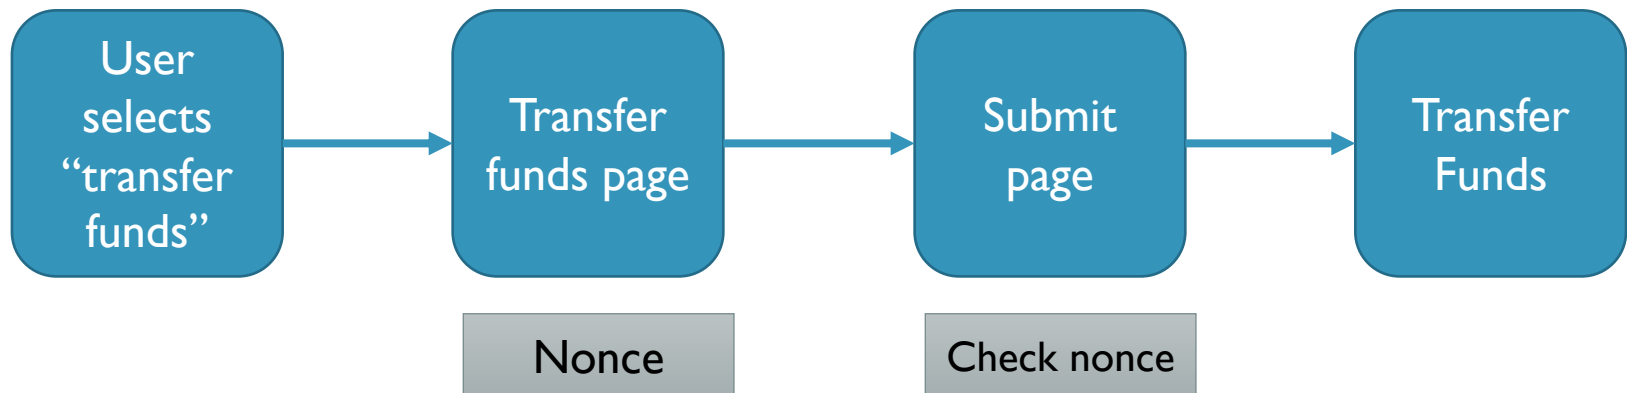 User
selects
“transfer
funds”
Transfer
funds page
Submit
page
Transfer
Funds
Nonce
Check nonce